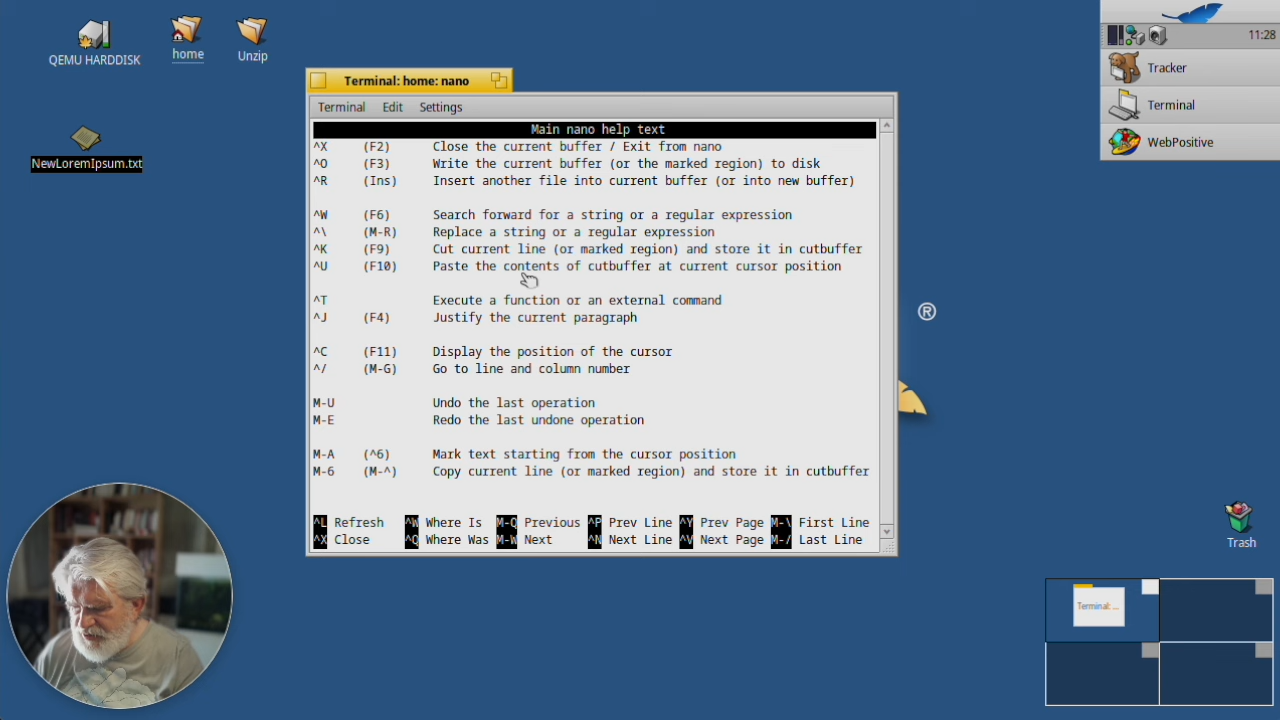 QEMU HARDDISK
home
Unzip
NewLoremIpsum.txt
11:28
Tracker
Terminal
WebPositive
Terminal: home: nano
Terminal Edit Settings
Main nano help text
^X (F2) Close the current buffer / Exit from nano
^O (F3) Write the current buffer (or the marked region) to disk
^R (Ins) Insert another file into current buffer (or into new buffer)
^W (F6) Search forward for a string or a regular expression
^\ (M-R) Replace a string or a regular expression
^K (F9) Cut current line (or marked region) and store it in cutbuffer
^U (F10) Paste the contents of cutbuffer at current cursor position
^T Execute a function or an external command
^J (F4) Justify the current paragraph
^C (F11) Display the position of the cursor
^/ (M-G) Go to line and column number
M-U Undo the last operation
M-E Redo the last undone operation
M-A (^6) Mark text starting from the cursor position
M-6 (M-^) Copy current line (or marked region) and store it in cutbuffer
^L Refresh ^W Where Is M-Q Previous ^P Prev Line ^Y Prev Page M-\ First Line
^X Close ^Q Where Was M-W Next ^N Next Line ^V Next Page M-/ Last Line
®
Trash
Terminal: ...